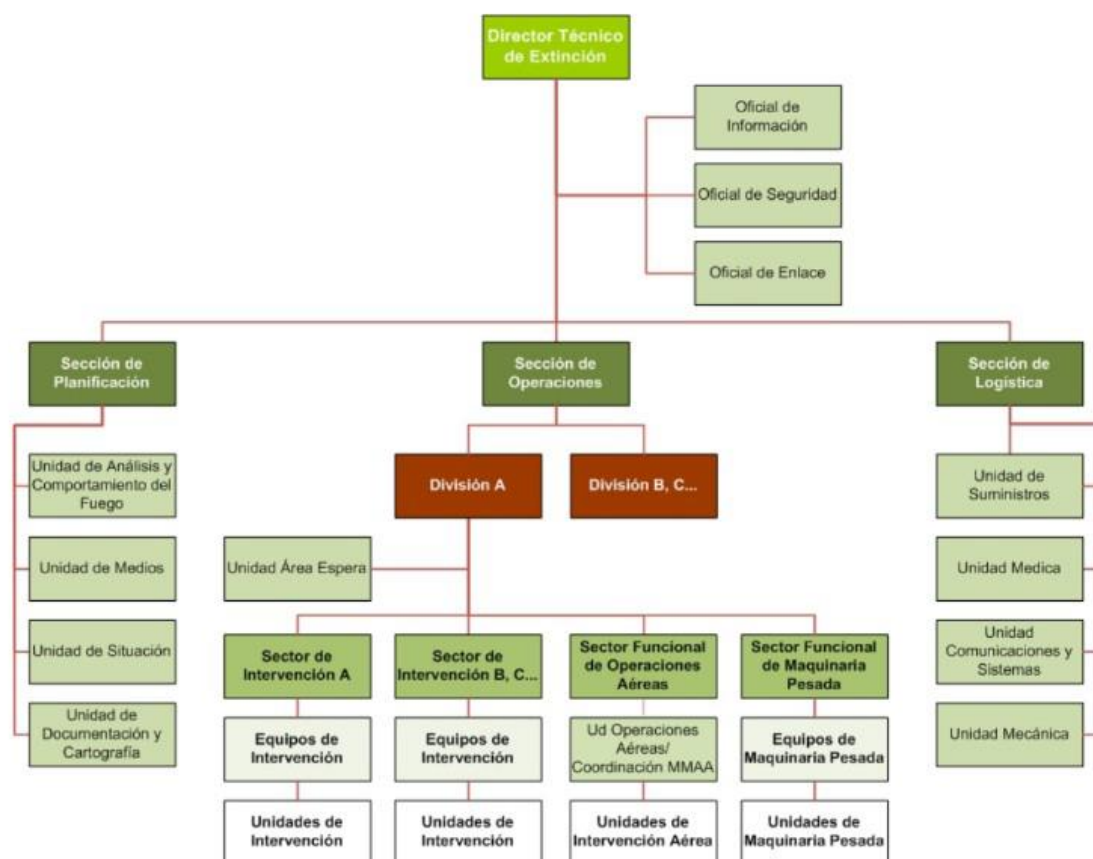 Director Técnico
de Extinción
Oficial de
Información
Oficial de Seguridad
Oficial de Enlace
Sección de
Planificación
Sección de
Operaciones
Sección de
Logística
Unidad de Análisis y
Comportamiento del
Fuego
División A
División B, C...
Unidad de
Suministros
Unidad de Medios
Unidad Área Espera
Unidad Medica
Unidad de Situación
Sector de
Intervención A
Sector de
Intervención B, C...
Sector Funcional
de Operaciones
Aéreas
Sector Funcional
de Maquinaria
Pesada
Unidad
Comunicaciones y
Sistemas
Unidad de
Documentación y
Cartografía
Equipos de
Intervención
Equipos de
Intervención
Ud Operaciones
Aéreas/
Coordinación MMAA
Equipos de
Maquinaria Pesada
Unidad Mecánica
Unidades de
Intervención
Unidades de
Intervención
Unidades de
Intervención Aérea
Unidades de
Maquinaria Pesada